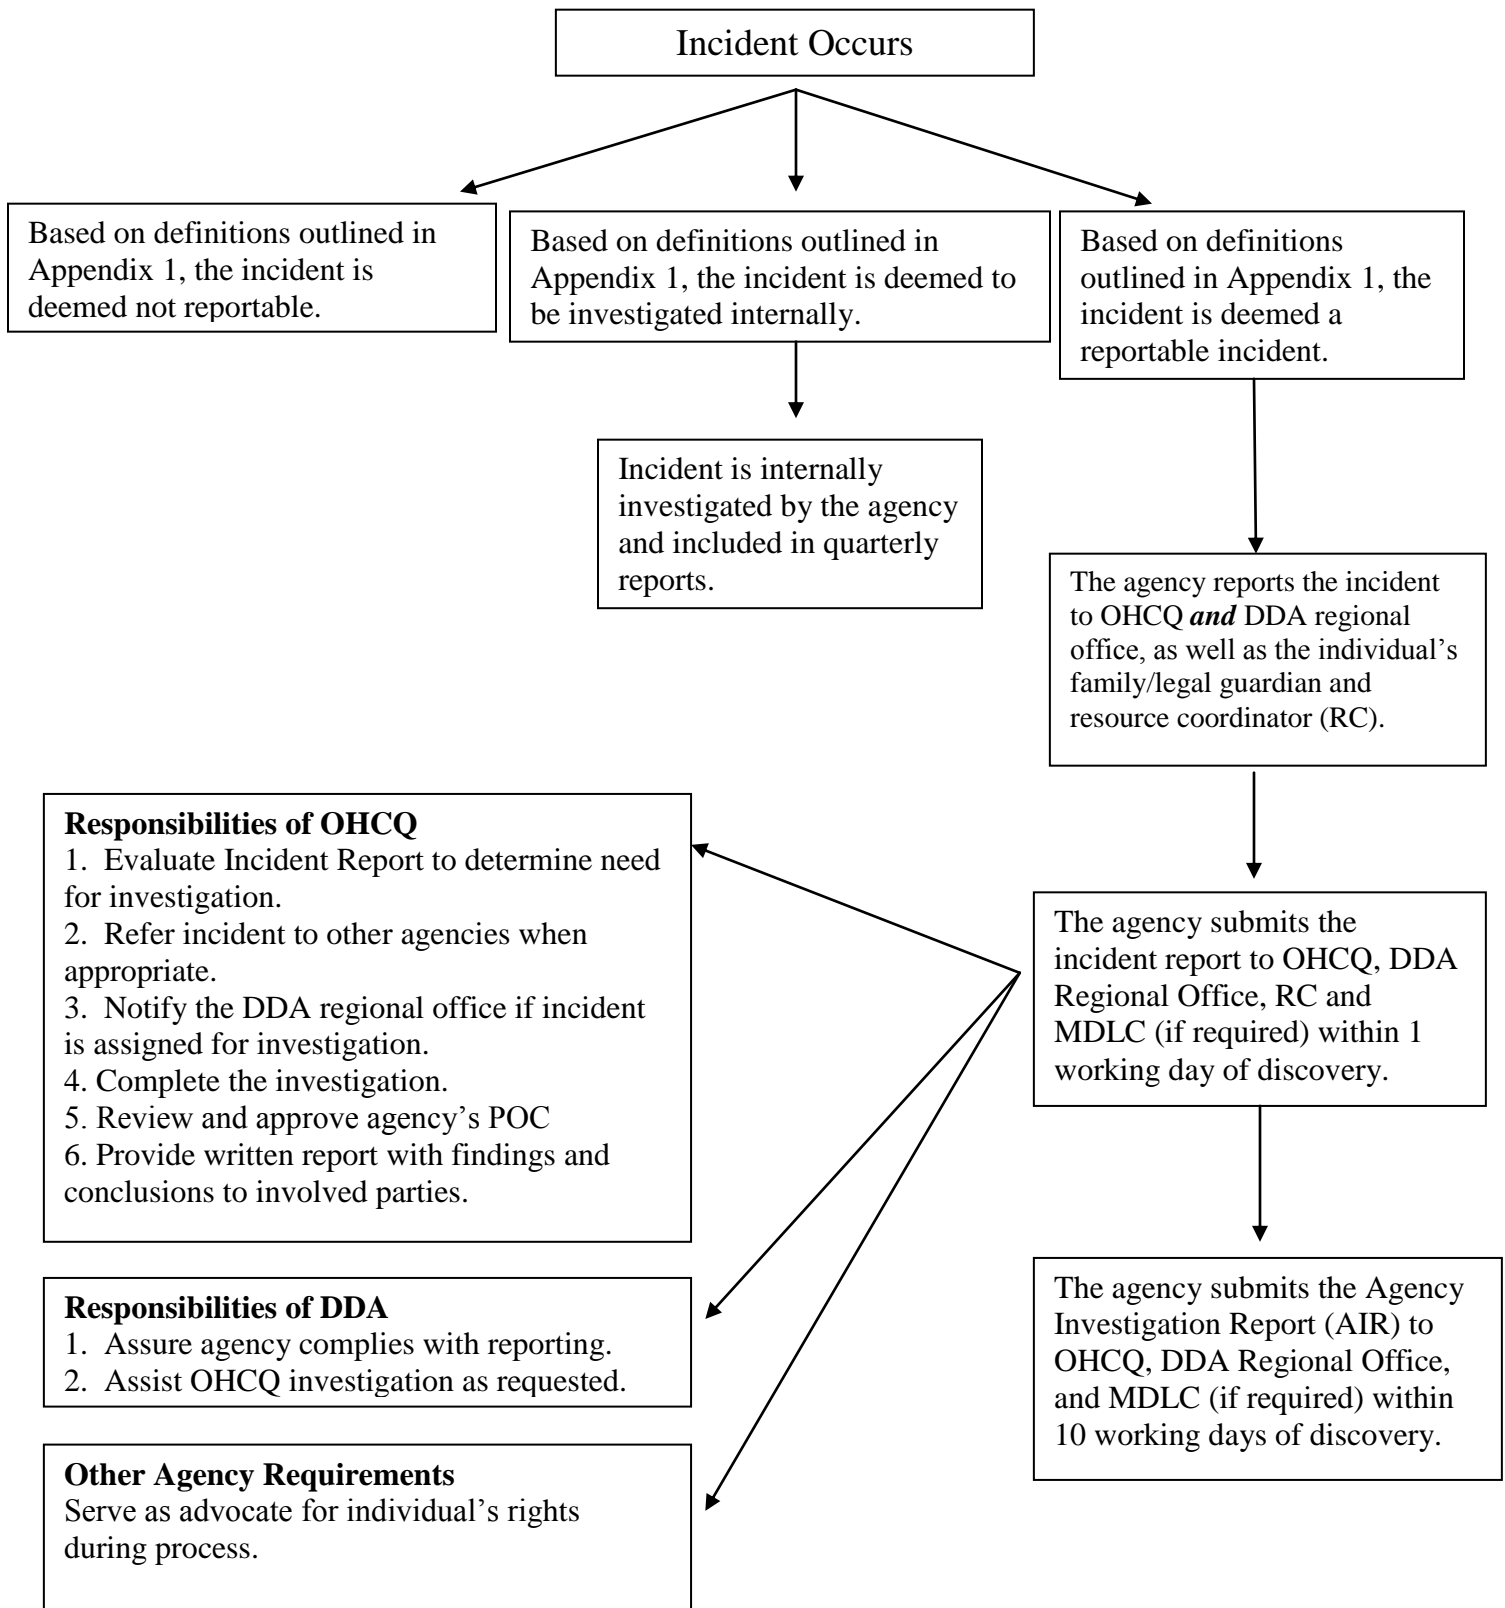 Incident Occurs
Based on definitions outlined in
Appendix 1, the incident is
deemed not reportable.
Based on definitions outlined in
Appendix 1, the incident is deemed to
be investigated internally.
Based on definitions
outlined in Appendix 1, the
incident is deemed a
reportable incident.
Incident is internally
investigated by the agency
and included in quarterly
reports.
The agency reports the incident
to OHCQ and DDA regional
office, as well as the individual’s
family/legal guardian and
resource coordinator (RC).
Responsibilities of OHCQ
1. Evaluate Incident Report to determine need
for investigation.
2. Refer incident to other agencies when
appropriate.
3. Notify the DDA regional office if incident
is assigned for investigation.
4. Complete the investigation.
5. Review and approve agency’s POC
6. Provide written report with findings and
conclusions to involved parties.
The agency submits the
incident report to OHCQ, DDA
Regional Office, RC and
MDLC (if required) within 1
working day of discovery.
Responsibilities of DDA
1. Assure agency complies with reporting.
2. Assist OHCQ investigation as requested.
The agency submits the Agency
Investigation Report (AIR) to
OHCQ, DDA Regional Office,
and MDLC (if required) within
10 working days of discovery.
Other Agency Requirements
Serve as advocate for individual’s rights
during process.